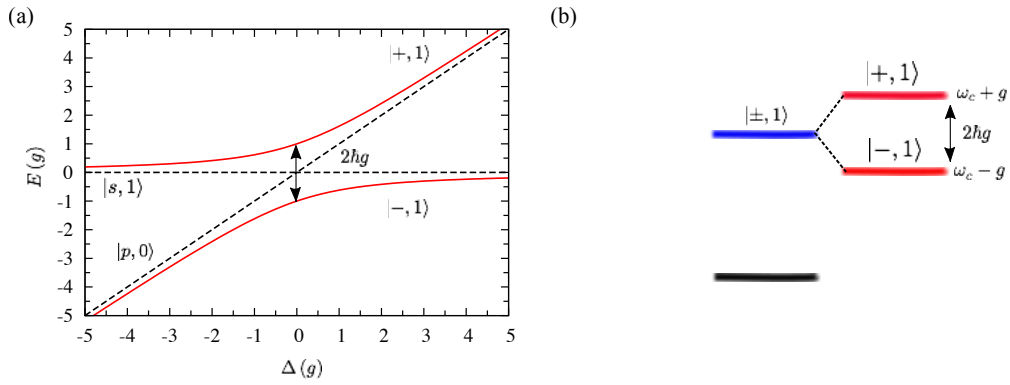 (a)
5
4
3
2
1
0
-1
-2
-3
-4
-5
E (g)
-5 -4 -3 -2 -1 0 1 2 3 4 5
Δ (g)
|+, 1⟩
2ħg
|s, 1⟩
|−, 1⟩
|p, 0⟩
(b)
|+, 1⟩
ω_c + g
|±, 1⟩
2ħg
|−, 1⟩
ω_c − g